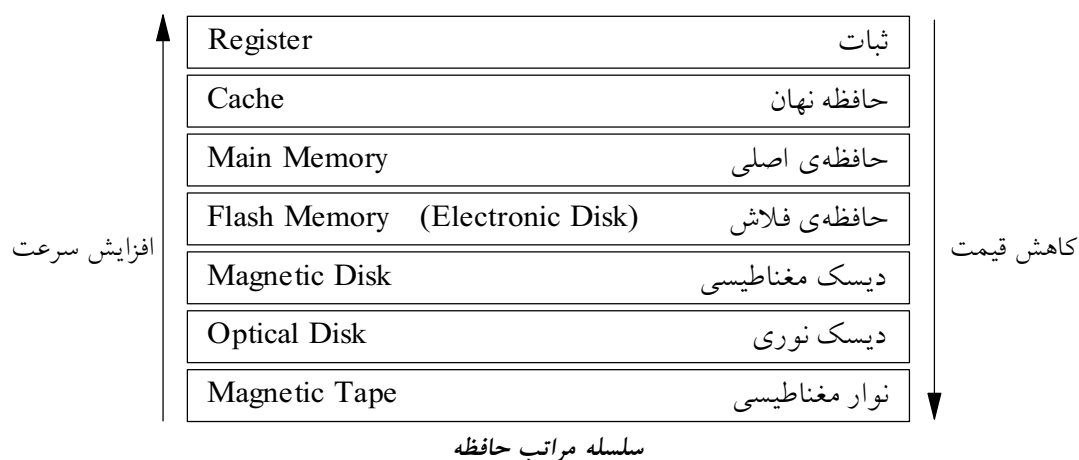 Register ثبات
Cache حافظه نهان
Main Memory حافظه‌ی اصلی
Flash Memory (Electronic Disk) حافظه‌ی فلاش
افزایش سرعت
کاهش قیمت
Magnetic Disk دیسک مغناطیسی
Optical Disk دیسک نوری
Magnetic Tape نوار مغناطیسی
سلسله مراتب حافظه